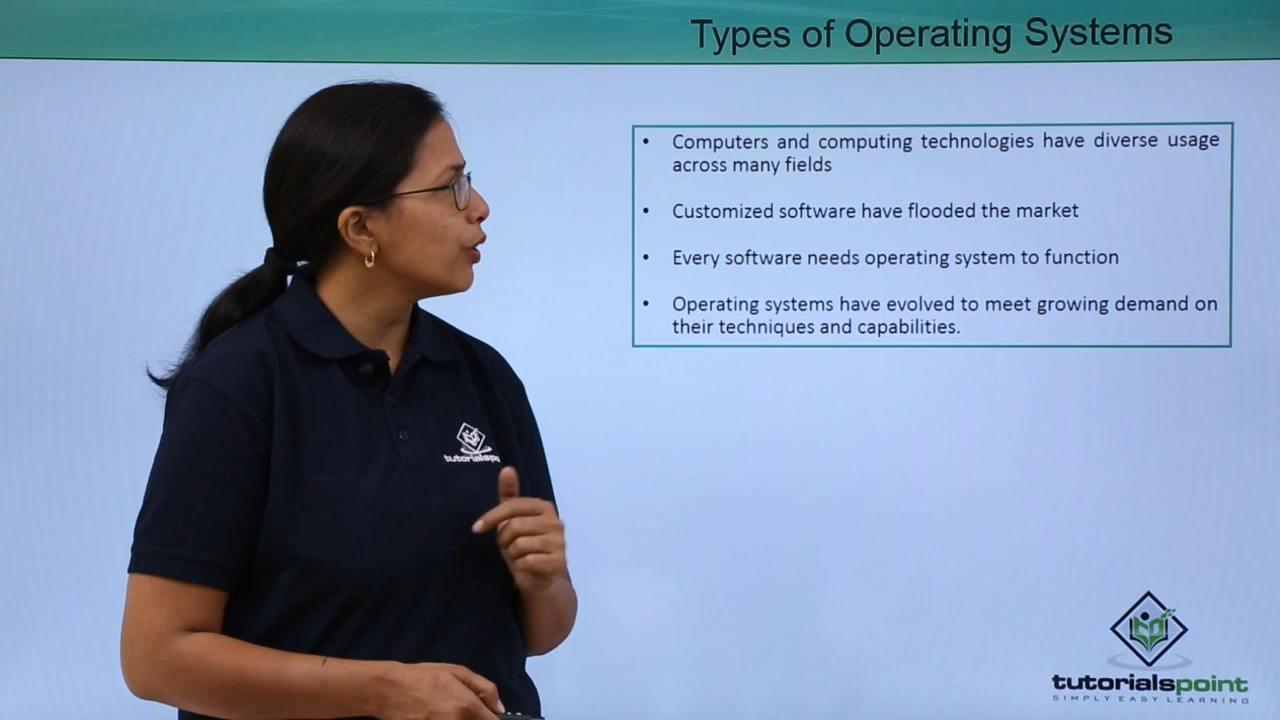 Types of Operating Systems
• Computers and computing technologies have diverse usage
across many fields
• Customized software have flooded the market
• Every software needs operating system to function
• Operating systems have evolved to meet growing demand on
their techniques and capabilities.
tutorialspo
tutorialspoint
SIMPLY EASY LEARNING